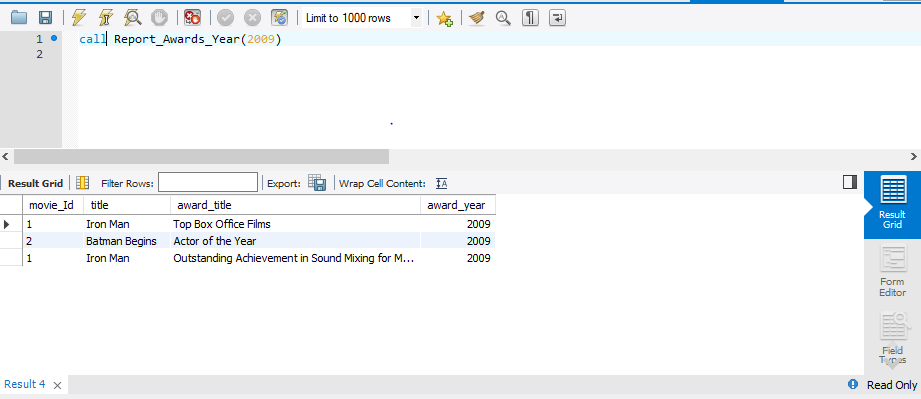 Limit to 1000 rows
1 call Report_Awards_Year(2009)
2
Result Grid Filter Rows: Export: Wrap Cell Content:
movie_Id title award_title award_year
1 Iron Man Top Box Office Films 2009
2 Batman Begins Actor of the Year 2009
1 Iron Man Outstanding Achievement in Sound Mixing for M... 2009
Result
Grid
Form
Editor
Field
Types
Result 4 Read Only